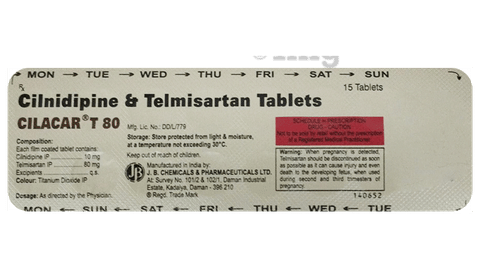 MON → TUE → WED → THU → FRI → SAT → SUN
Rx
15 Tablets
Cilnidipine & Telmisartan Tablets
CILACAR® T 80
Composition:
Each film coated tablet contains:
Cilnidipine IP 10 mg
Telmisartan IP 80 mg
Excipients q.s.
Colour: Titanium Dioxide IP
Dosage: As directed by the Physician.
Mfg. Lic. No.: DD/L/779
Storage: Store protected from light & moisture,
at a temperature not exceeding 30°C.
Keep out of reach of children.
Manufactured in India by:
JB
J. B. CHEMICALS & PHARMACEUTICALS LTD.
At: Survey No. 101/2 & 102/1, Daman Industrial
Estate, Kadaiya, Daman - 396 210
® Regd. Trade Mark
SCHEDULE H PRESCRIPTION
DRUG - CAUTION
Not to be sold by retail without the prescription
of a Registered Medical Practitioner.
Warning: When pregnancy is detected,
Telmisartan should be discontinued as soon
as possible as it can cause injury and even
death to the developing fetus, when used
during second and third trimesters of
pregnancy.
140652
MON ← TUE ← WED ← THU ← FRI ← SAT ← SUN